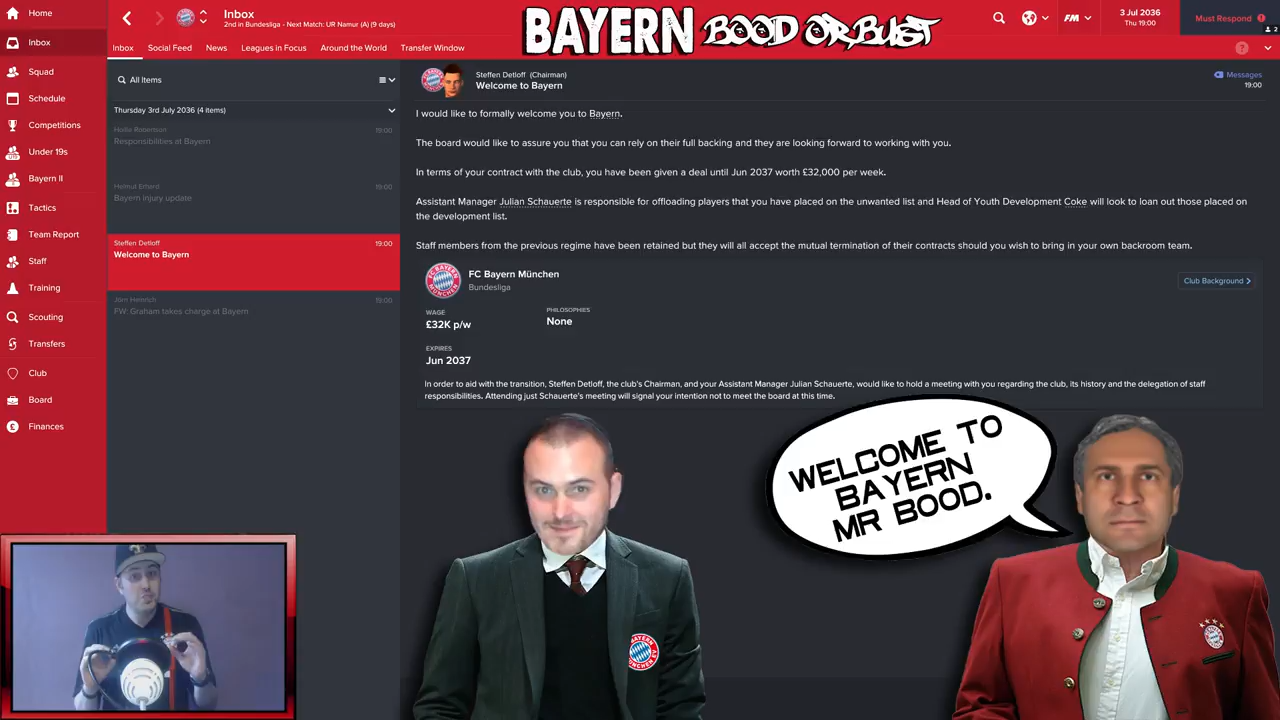 Home
Inbox
Squad
Schedule
Competitions
Under 19s
Bayern II
Tactics
Team Report
Staff
Training
Scouting
Transfers
Club
Board
Finances
Inbox
2nd in Bundesliga - Next Match: UR Namur (A) (9 days)
BAYERN BOOD OR BUST
FM
3 Jul 2036
Thu 19:00
Must Respond
2
Inbox Social Feed News Leagues in Focus Around the World Transfer Window
All Items
Thursday 3rd July 2036 (4 items)
19:00
Responsibilities at Bayern
Helmut Erhard 19:00
Bayern injury update
Steffen Detloff 19:00
Welcome to Bayern
Jörn Heinrich 19:00
FW: Graham takes charge at Bayern
Steffen Detloff (Chairman)
Welcome to Bayern
Messages
19:00
I would like to formally welcome you to Bayern.
The board would like to assure you that you can rely on their full backing and they are looking forward to working with you.
In terms of your contract with the club, you have been given a deal until Jun 2037 worth £32,000 per week.
Assistant Manager Julian Schauerte is responsible for offloading players that you have placed on the unwanted list and Head of Youth Development Coke will look to loan out those placed on
the development list.
Staff members from the previous regime have been retained but they will all accept the mutual termination of their contracts should you wish to bring in your own backroom team.
FC Bayern München
Bundesliga
Club Background
WAGE
£32K p/w
PHILOSOPHIES
None
EXPIRES
Jun 2037
In order to aid with the transition, Steffen Detloff, the club's Chairman, and your Assistant Manager Julian Schauerte, would like to hold a meeting with you regarding the club, its history and the delegation of staff
responsibilities. Attending just Schauerte's meeting will signal your intention not to meet the board at this time.
WELCOME TO
BAYERN
MR BOOD.